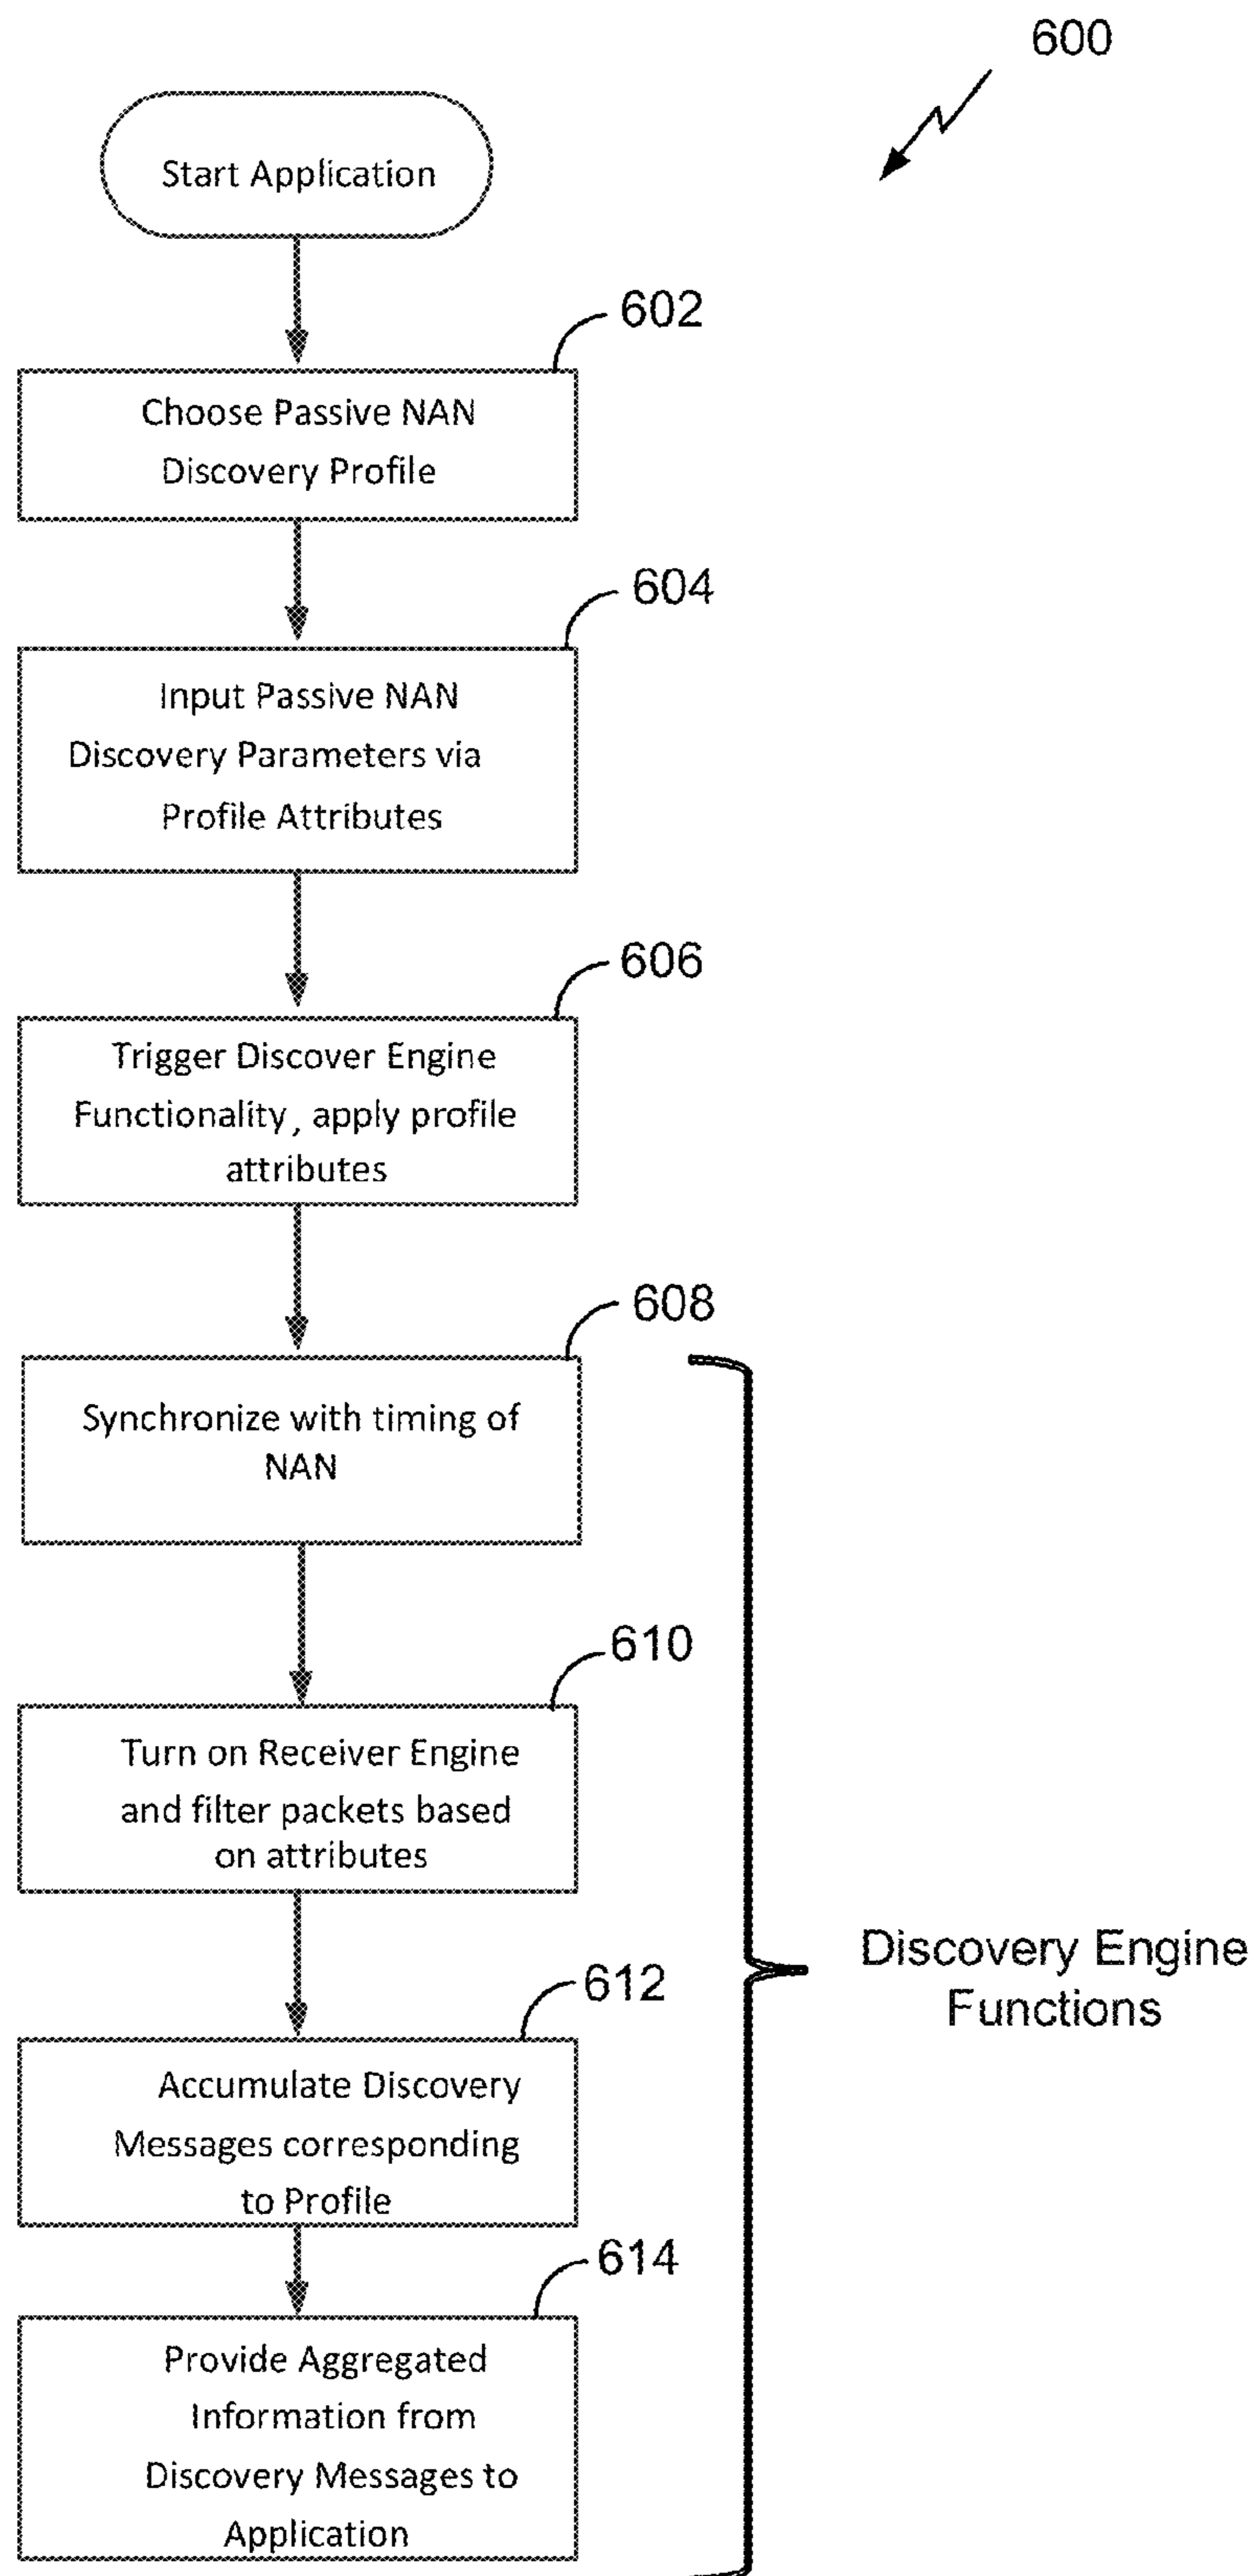 600
Start Application
602
Choose Passive NAN
Discovery Profile
604
Input Passive NAN
Discovery Parameters via
Profile Attributes
606
Trigger Discover Engine
Functionality, apply profile
attributes
608
Synchronize with timing of
NAN
610
Turn on Receiver Engine
and filter packets based
on attributes
Discovery Engine
Functions
612
Accumulate Discovery
Messages corresponding
to Profile
614
Provide Aggregated
Information from
Discovery Messages to
Application